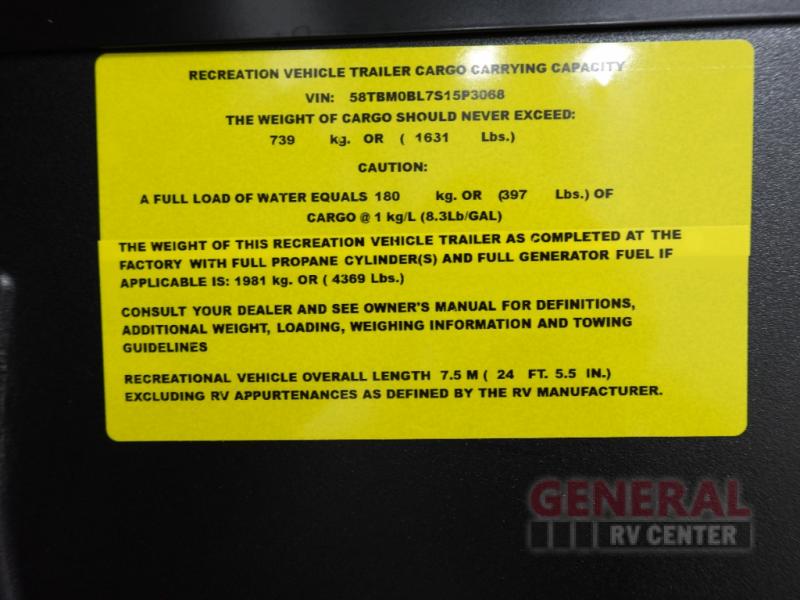 RECREATION VEHICLE TRAILER CARGO CARRYING CAPACITY
VIN: 58TBM0BL7S15P3068
THE WEIGHT OF CARGO SHOULD NEVER EXCEED:
739 kg. OR ( 1631 Lbs.)
CAUTION:
A FULL LOAD OF WATER EQUALS 180 kg. OR (397 Lbs.) OF
CARGO @ 1 kg/L (8.3Lb/GAL)
THE WEIGHT OF THIS RECREATION VEHICLE TRAILER AS COMPLETED AT THE
FACTORY WITH FULL PROPANE CYLINDER(S) AND FULL GENERATOR FUEL IF
APPLICABLE IS: 1981 kg. OR ( 4369 Lbs.)
CONSULT YOUR DEALER AND SEE OWNER'S MANUAL FOR DEFINITIONS,
ADDITIONAL WEIGHT, LOADING, WEIGHING INFORMATION AND TOWING
GUIDELINES
RECREATIONAL VEHICLE OVERALL LENGTH 7.5 M ( 24 FT. 5.5 IN.)
EXCLUDING RV APPURTENANCES AS DEFINED BY THE RV MANUFACTURER.
GENERAL
RV CENTER